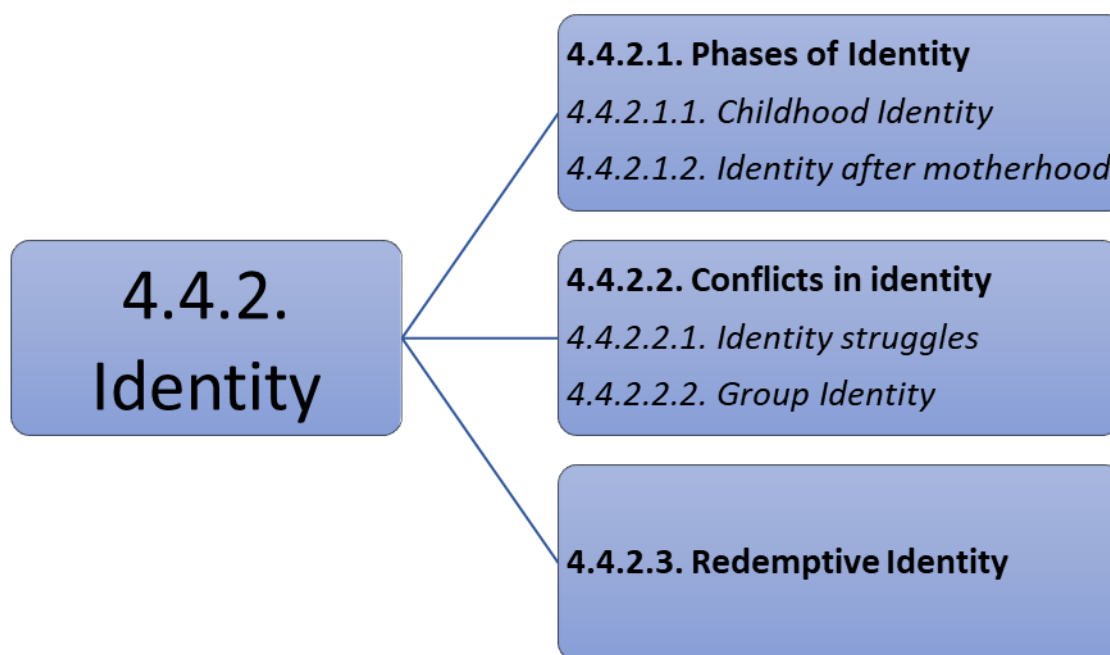 4.4.2.
Identity
4.4.2.1. Phases of Identity
4.4.2.1.1. Childhood Identity
4.4.2.1.2. Identity after motherhood
4.4.2.2. Conflicts in identity
4.4.2.2.1. Identity struggles
4.4.2.2.2. Group Identity
4.4.2.3. Redemptive Identity